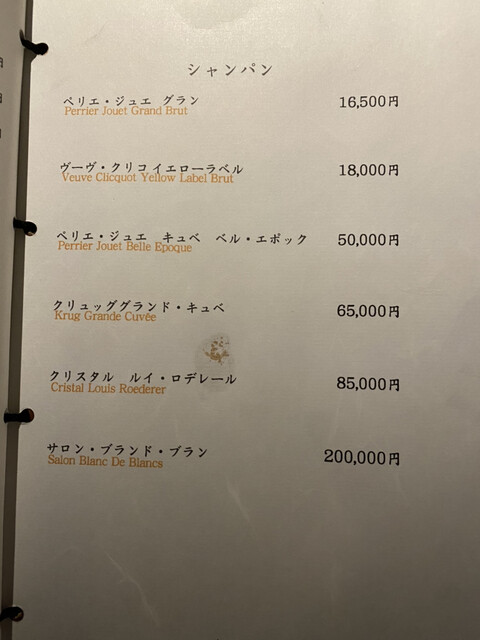 シャンパン
ペリエ・ジュエ グラン 16,500円
Perrier Jouet Grand Brut
ヴーヴ・クリコイエローラベル 18,000円
Veuve Clicquot Yellow Label Brut
ペリエ・ジュエ キュベ ベル・エポック 50,000円
Perrier Jouet Belle Epoque
クリュッググランド・キュベ 65,000円
Krug Grande Cuvée
クリスタル ルイ・ロデレール 85,000円
Cristal Louis Roederer
サロン・ブランド・ブラン 200,000円
Salon Blanc De Blancs